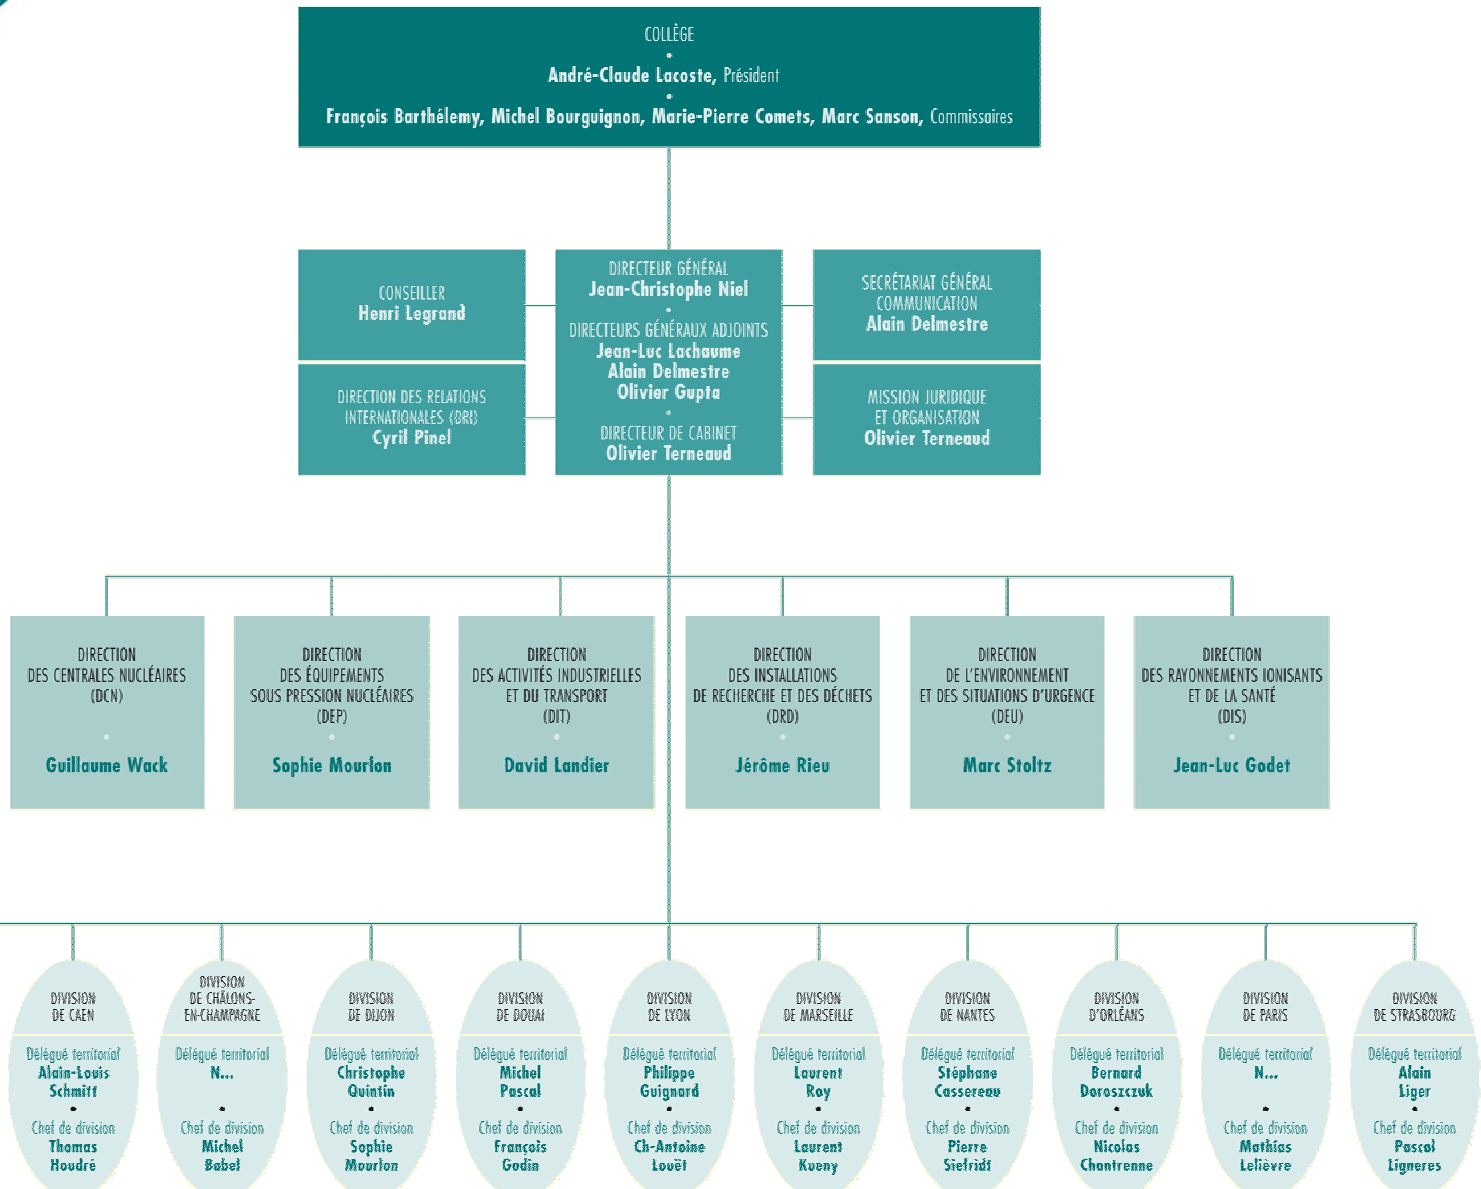 COLLÈGE
André-Claude Lacoste, Président
François Barthélemy, Michel Bourguignon, Marie-Pierre Comets, Marc Sanson, Commissaires
CONSEILLER
Henri Legrand
DIRECTION DES RELATIONS
INTERNATIONALES (DRI)
Cyril Pinel
DIRECTEUR GÉNÉRAL
Jean-Christophe Niel
DIRECTEURS GÉNÉRAUX ADJOINTS
Jean-Luc Lachaume
Alain Delmestre
Olivier Gupta
DIRECTEUR DE CABINET
Olivier Terneaud
SECRÉTARIAT GÉNÉRAL
COMMUNICATION
Alain Delmestre
MISSION JURIDIQUE
ET ORGANISATION
Olivier Terneaud
DIRECTION
DES CENTRALES NUCLÉAIRES
(DCN)
Guillaume Wack
DIRECTION
DES ÉQUIPEMENTS
SOUS PRESSION NUCLÉAIRES
(DEP)
Sophie Mourlon
DIRECTION
DES ACTIVITÉS INDUSTRIELLES
ET DU TRANSPORT
(DIT)
David Landier
DIRECTION
DES INSTALLATIONS
DE RECHERCHE ET DES DÉCHETS
(DRD)
Jérôme Rieu
DIRECTION
DE L'ENVIRONNEMENT
ET DES SITUATIONS D'URGENCE
(DEU)
Marc Stoltz
DIRECTION
DES RAYONNEMENTS IONISANTS
ET DE LA SANTÉ
(DIS)
Jean-Luc Godet
DIVISION
DE CAEN
Délégué territorial
Alain-Louis
Schmitt
Chef de division
Thomas
Houdré
DIVISION
DE CHÂLONS-
EN-CHAMPAGNE
Délégué territorial
N...
Chef de division
Michel
Babel
DIVISION
DE DIJON
Délégué territorial
Christophe
Quintin
Chef de division
Sophie
Mourlon
DIVISION
DE DOUAI
Délégué territorial
Michel
Pascal
Chef de division
François
Godin
DIVISION
DE LYON
Délégué territorial
Philippe
Guignard
Chef de division
Ch-Antoine
Louët
DIVISION
DE MARSEILLE
Délégué territorial
Laurent
Roy
Chef de division
Laurent
Kueny
DIVISION
DE NANTES
Délégué territorial
Stéphane
Cassereau
Chef de division
Pierre
Siefridt
DIVISION
D'ORLÉANS
Délégué territorial
Bernard
Doroszczuk
Chef de division
Nicolas
Chantrenne
DIVISION
DE PARIS
Délégué territorial
N...
Chef de division
Mathias
Lelièvre
DIVISION
DE STRASBOURG
Délégué territorial
Alain
Liger
Chef de division
Pascal
Ligneres